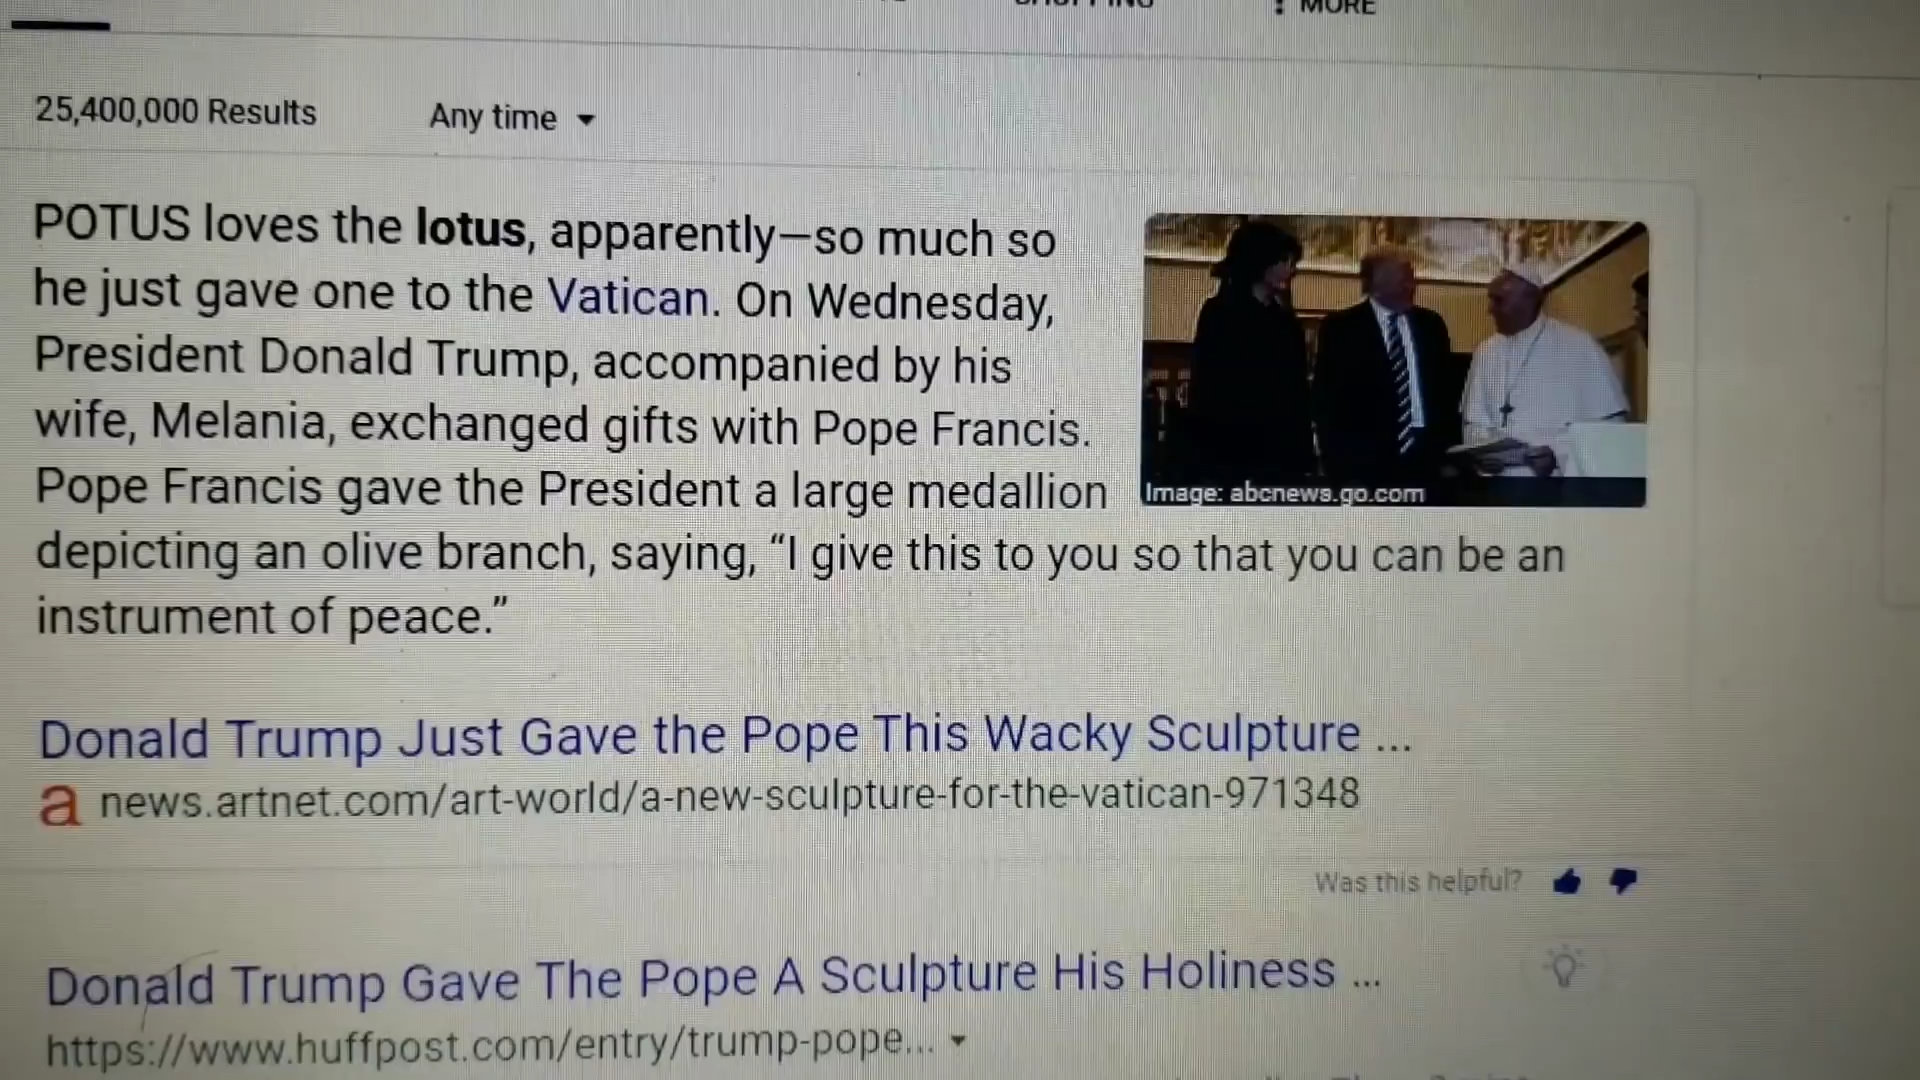 MORE
25,400,000 Results
Any time
POTUS loves the lotus, apparently—so much so
he just gave one to the Vatican. On Wednesday,
President Donald Trump, accompanied by his
wife, Melania, exchanged gifts with Pope Francis.
Pope Francis gave the President a large medallion
Image: abcnews.go.com
depicting an olive branch, saying, “I give this to you so that you can be an
instrument of peace.”
Donald Trump Just Gave the Pope This Wacky Sculpture ...
a news.artnet.com/art-world/a-new-sculpture-for-the-vatican-971348
Was this helpful?
Donald Trump Gave The Pope A Sculpture His Holiness ...
https://www.huffpost.com/entry/trump-pope...